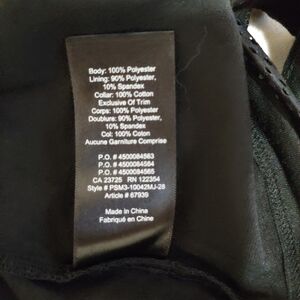 Body: 100% Polyester
Lining: 90% Polyester,
10% Spandex
Collar: 100% Cotton
Exclusive Of Trim
Corps: 100% Polyester
Doublure: 90% Polyester,
10% Spandex
Col: 100% Coton
Aucune Garniture Comprise
P.O. # 4500084563
P.O. # 4500084564
P.O. # 4500084565
CA 23725 RN 122354
Style # PSM3-10042MJ-28
Article # 67939
Made in China
Fabriqué en Chine